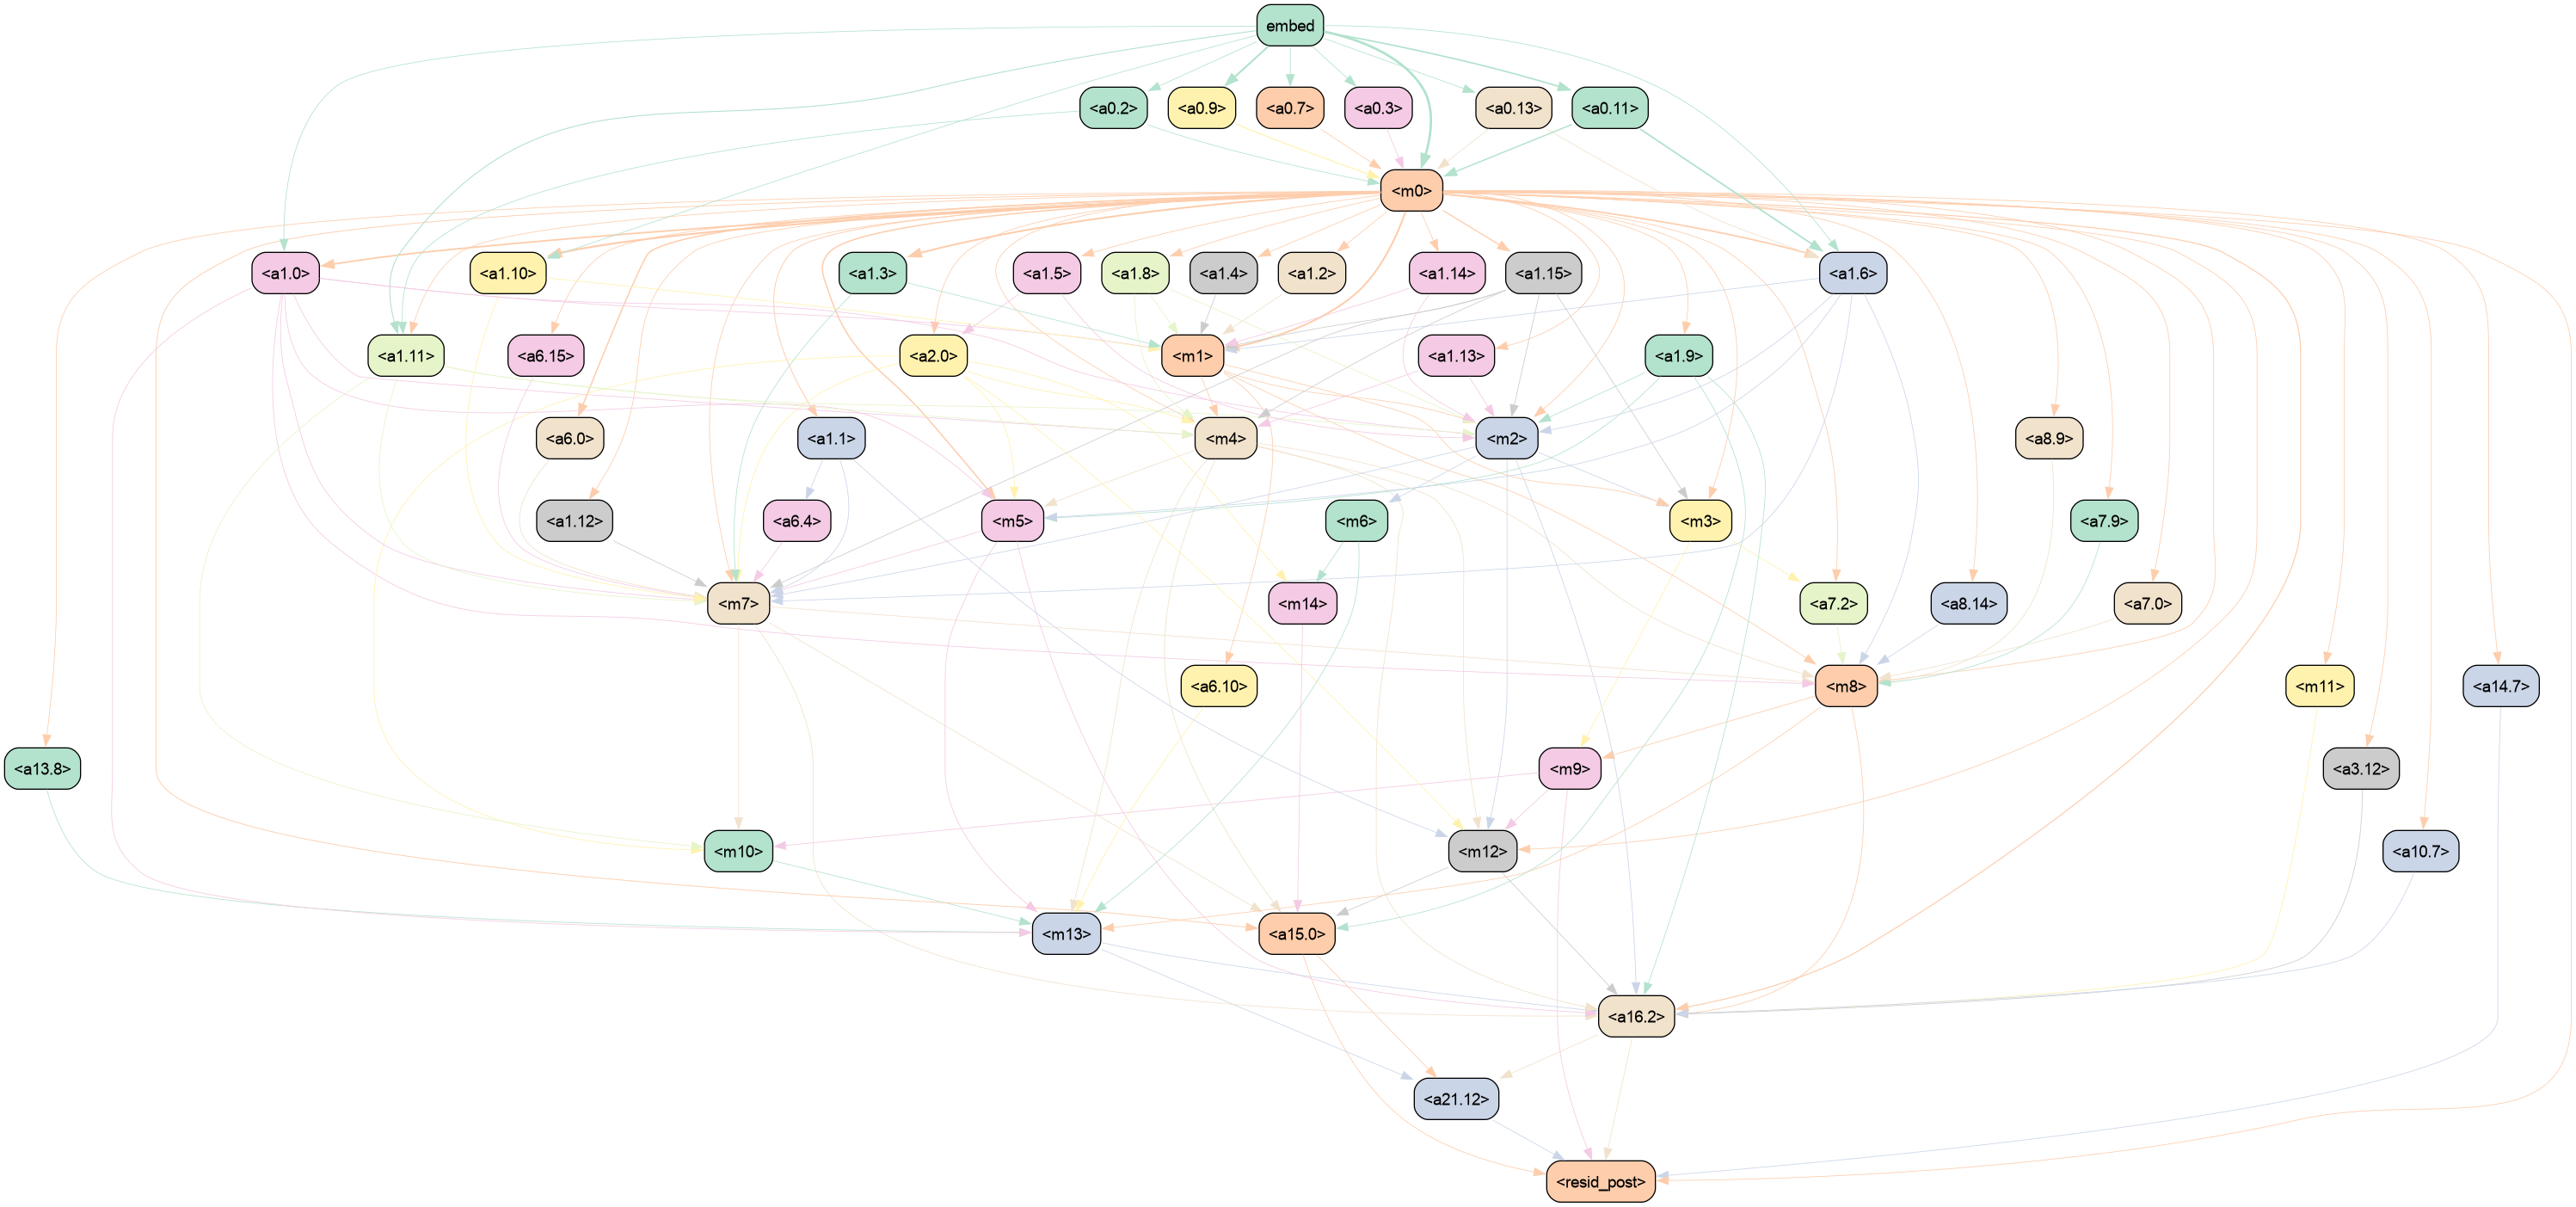 embed
<a0.2>
<a0.9>
<a0.7>
<a0.3>
<a0.13>
<a0.11>
<m0>
<a1.0>
<a1.10>
<a1.3>
<a1.5>
<a1.8>
<a1.4>
<a1.2>
<a1.14>
<a1.15>
<a1.6>
<a1.11>
<a6.15>
<a2.0>
<m1>
<a1.13>
<a1.9>
<a6.0>
<a1.1>
<m4>
<m2>
<a8.9>
<a1.12>
<a6.4>
<m5>
<m6>
<m3>
<a7.9>
<m7>
<m14>
<a7.2>
<a8.14>
<a7.0>
<a6.10>
<m8>
<m11>
<a14.7>
<a13.8>
<m9>
<a3.12>
<m10>
<m12>
<a10.7>
<m13>
<a15.0>
<a16.2>
<a21.12>
<resid_post>